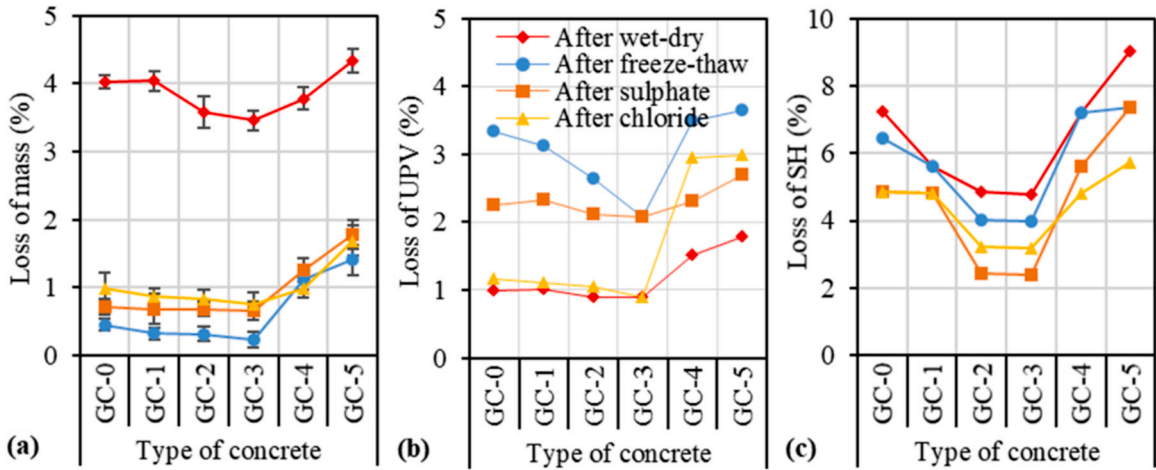 Loss of mass (%)
5
4
3
2
1
0
GC-0
GC-1
GC-2
GC-3
GC-4
GC-5
(a)
Type of concrete
Loss of UPV (%)
5
4
3
2
1
0
After wet-dry
After freeze-thaw
After sulphate
After chloride
GC-0
GC-1
GC-2
GC-3
GC-4
GC-5
(b)
Type of concrete
Loss of SH (%)
10
8
6
4
2
0
GC-0
GC-1
GC-2
GC-3
GC-4
GC-5
(c)
Type of concrete